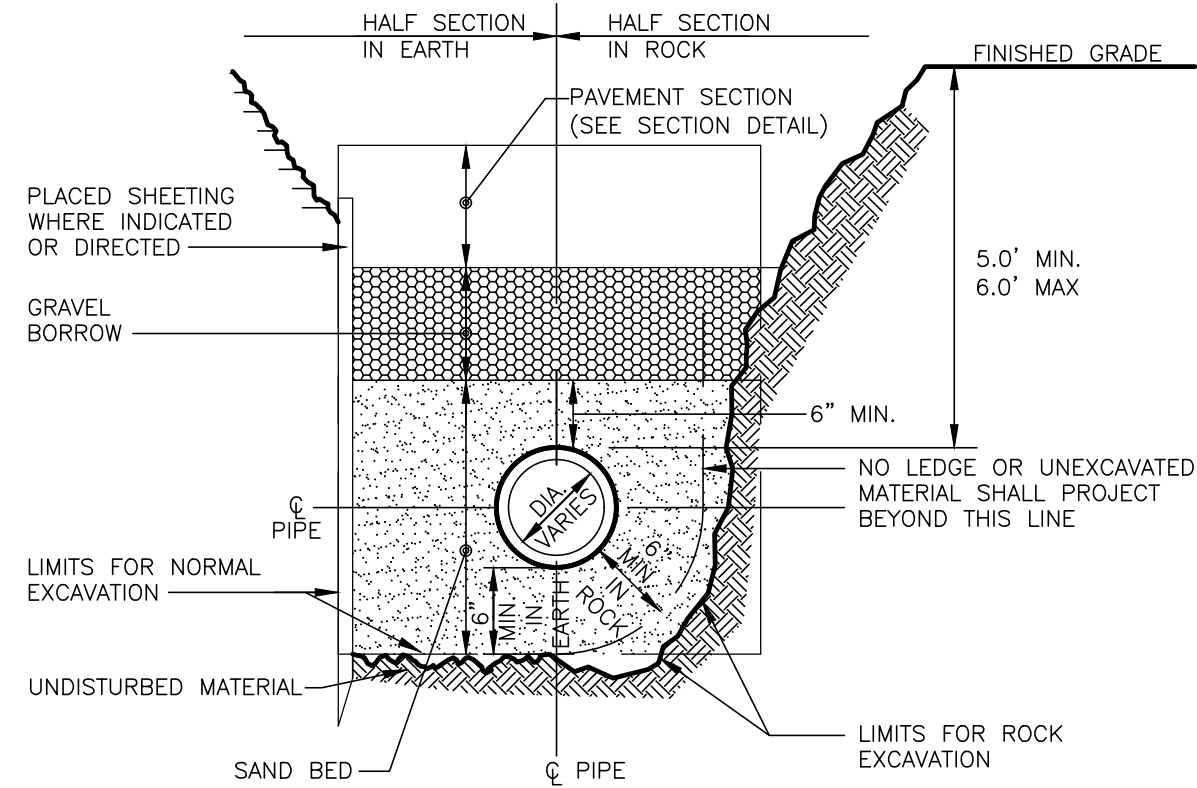 HALF SECTION
IN EARTH
HALF SECTION
IN ROCK
FINISHED GRADE
PAVEMENT SECTION
(SEE SECTION DETAIL)
PLACED SHEETING
WHERE INDICATED
OR DIRECTED
5.0' MIN.
6.0' MAX
GRAVEL
BORROW
6" MIN.
NO LEDGE OR UNEXCAVATED
MATERIAL SHALL PROJECT
BEYOND THIS LINE
DIA.
VARIES
℄
PIPE
6"
MIN
IN
ROCK
LIMITS FOR NORMAL
EXCAVATION
6"
MIN
IN
EARTH
UNDISTURBED MATERIAL
LIMITS FOR ROCK
EXCAVATION
SAND BED
℄ PIPE